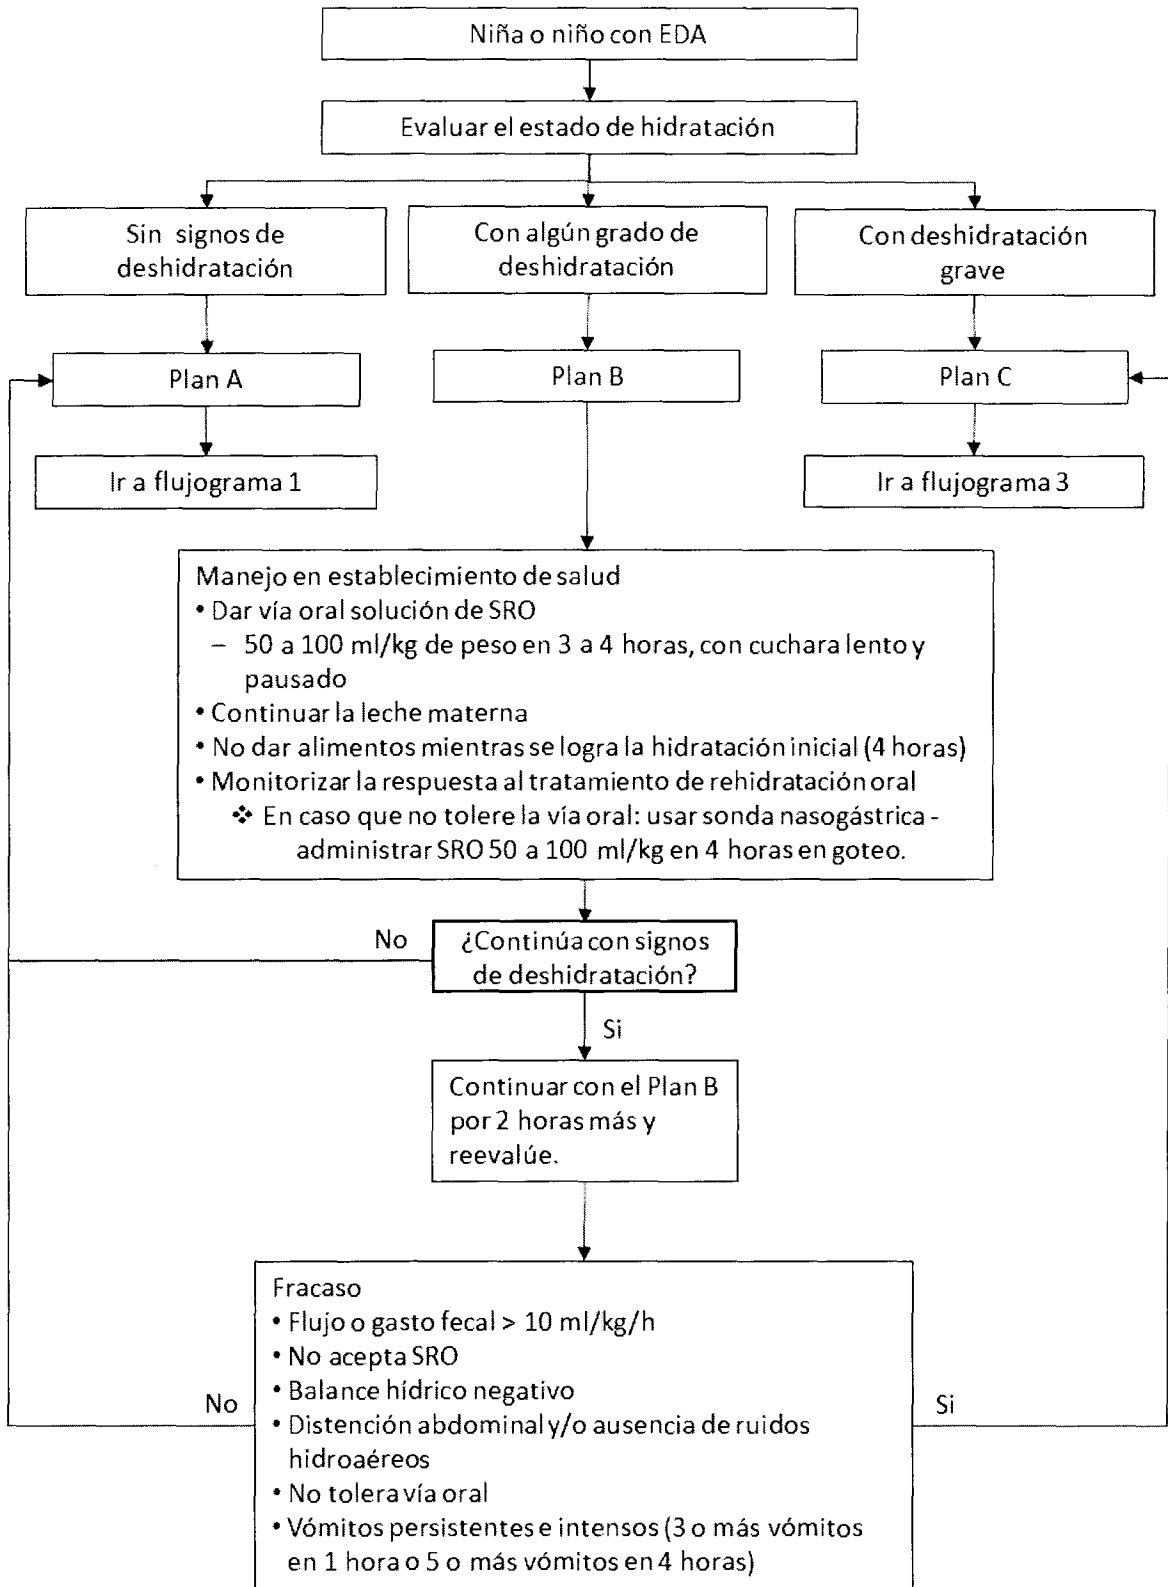 Niña o niño con EDA
Evaluar el estado de hidratación
Sin signos de
deshidratación
Con algún grado de
deshidratación
Con deshidratación
grave
Plan A
Plan B
Plan C
Ir a flujograma 1
Ir a flujograma 3
Manejo en establecimiento de salud
• Dar vía oral solución de SRO
– 50 a 100 ml/kg de peso en 3 a 4 horas, con cuchara lento y
pausado
• Continuar la leche materna
• No dar alimentos mientras se logra la hidratación inicial (4 horas)
• Monitorizar la respuesta al tratamiento de rehidratación oral
❖ En caso que no tolere la vía oral: usar sonda nasogástrica -
administrar SRO 50 a 100 ml/kg en 4 horas en goteo.
No
¿Continúa con signos
de deshidratación?
Si
Continuar con el Plan B
por 2 horas más y
reevalúe.
Fracaso
• Flujo o gasto fecal > 10 ml/kg/h
• No acepta SRO
• Balance hídrico negativo
No
Si
• Distención abdominal y/o ausencia de ruidos
hidroaéreos
• No tolera vía oral
• Vómitos persistentes e intensos (3 o más vómitos
en 1 hora o 5 o más vómitos en 4 horas)